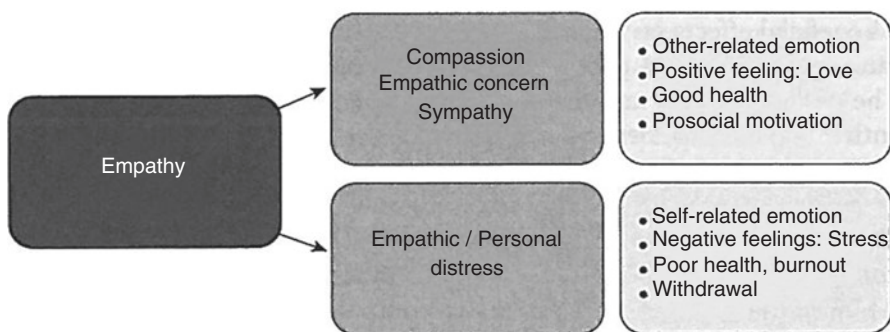 Empathy
Compassion
Empathic concern
Sympathy
• Other-related emotion
• Positive feeling: Love
• Good health
• Prosocial motivation
Empathic / Personal
distress
• Self-related emotion
• Negative feelings: Stress
• Poor health, burnout
• Withdrawal